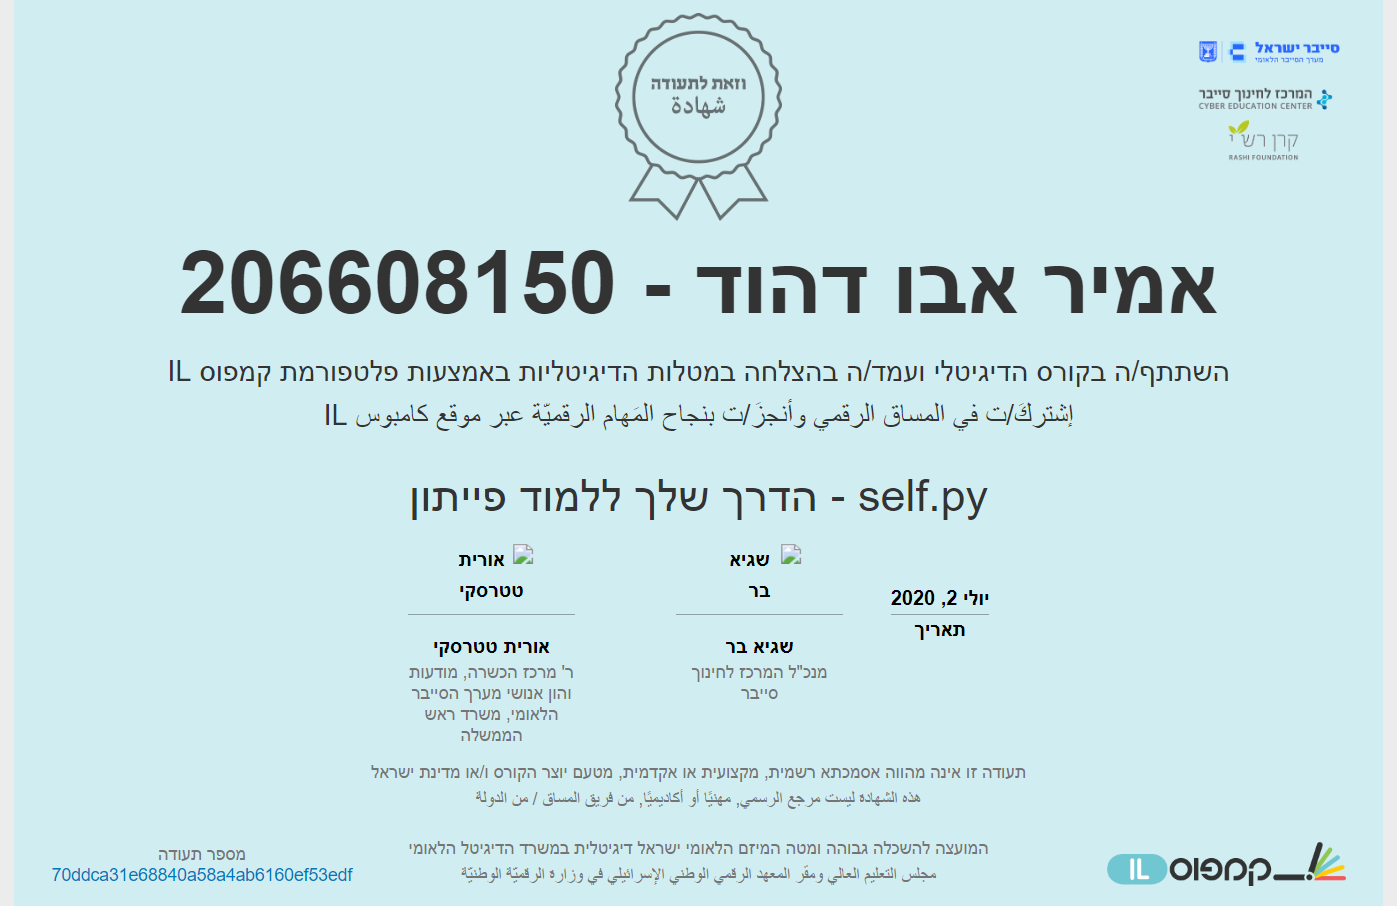 וזאת לתעודה
شهادة
סייבר ישראל
מערך הסייבר הלאומי
המרכז לחינוך סייבר
CYBER EDUCATION CENTER
קרן רש"י
RASHI FOUNDATION
אמיר אבו דהוד - 206608150
השתתף/ה בקורס הדיגיטלי ועמד/ה בהצלחה במטלות הדיגיטליות באמצעות פלטפורמת קמפוס IL
إشتركَ/ت في المساق الرقمي وأنجزَ/ت بنجاح المَهام الرقميّة عبر موقع كامبوس IL
self.py - הדרך שלך ללמוד פייתון
יולי 2, 2020
תאריך
שגיא
בר
שגיא בר
מנכ"ל המרכז לחינוך
סייבר
אורית
טטרסקי
אורית טטרסקי
ר' מרכז הכשרה, מודעות
והון אנושי מערך הסייבר
הלאומי, משרד ראש
הממשלה
תעודה זו אינה מהווה אסמכתא רשמית, מקצועית או אקדמית, מטעם יוצר הקורס ו/או מדינת ישראל
هذه الشهادة ليست مرجع الرسمي, مهنيًا أو أكاديميًا, من فريق المساق / من الدولة
המועצה להשכלה גבוהה ומטה המיזם הלאומי ישראל דיגיטלית במשרד הדיגיטל הלאומי
مجلس التعليم العالي ومقّر المعهد الرقمي الوطني الإسرائيلي في وزارة الرقميّة الوطنيّة
קמפוס IL
מספר תעודה
70ddca31e68840a58a4ab6160ef53edf